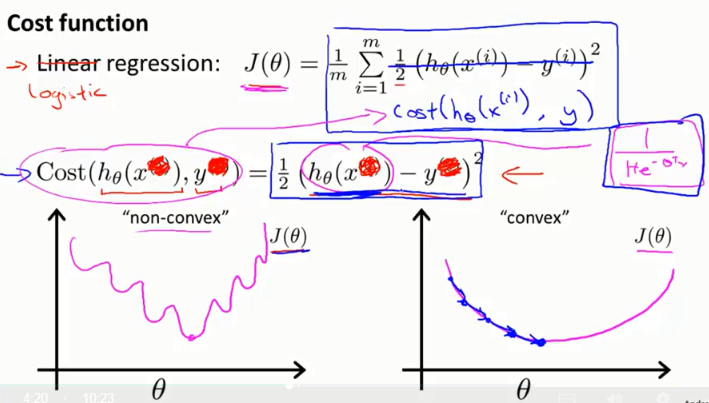 Cost function
→ Linear regression: J(θ) = 1/m ∑_{i=1}^{m} 1/2 (h_θ(x^{(i)}) − y^{(i)})^2
logistic
cost(h_θ(x^{(i)}), y)
→ Cost(h_θ(x), y) = 1/2 (h_θ(x) − y)^2 ←
1/(1+e^{-θ^T x})
"non-convex" "convex"
J(θ) J(θ)
θ θ
4:20 10:23